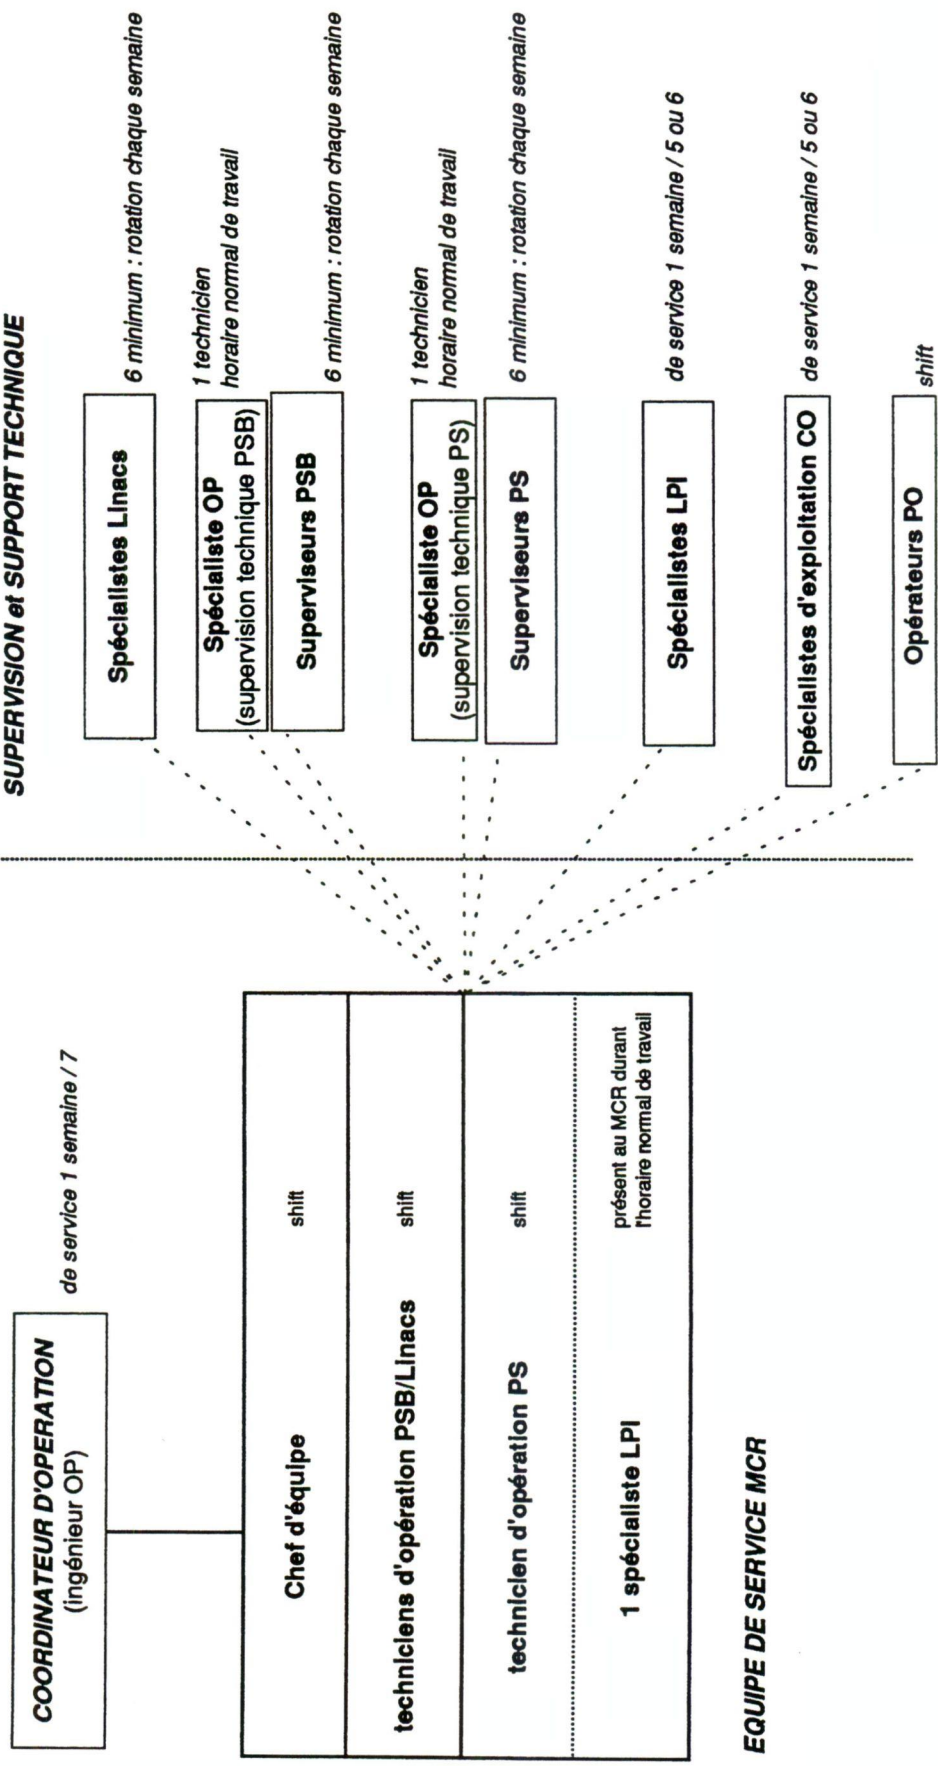 COORDINATEUR D'OPERATION
(ingénieur OP)
de service 1 semaine / 7
Chef d'équipe
shift
techniciens d'opération PSB/Linacs
shift
technicien d'opération PS
shift
1 spécialiste LPI
présent au MCR durant
l'horaire normal de travail
EQUIPE DE SERVICE MCR
SUPERVISION et SUPPORT TECHNIQUE
Spécialistes Linacs
6 minimum : rotation chaque semaine
Spécialiste OP
(supervision technique PSB)
1 technicien
horaire normal de travail
Superviseurs PSB
6 minimum : rotation chaque semaine
Spécialiste OP
(supervision technique PS)
1 technicien
horaire normal de travail
Superviseurs PS
6 minimum : rotation chaque semaine
Spécialistes LPI
de service 1 semaine / 5 ou 6
Spécialistes d'exploitation CO
de service 1 semaine / 5 ou 6
Opérateurs PO
shift